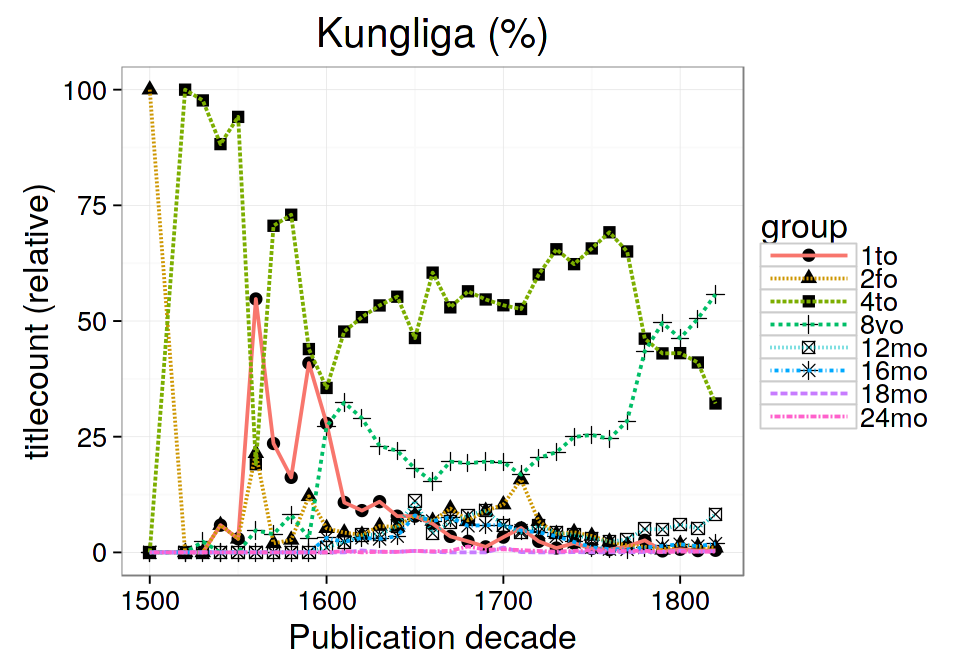 Kungliga (%)
titlecount (relative)
100
75
50
25
0
1500
1600
1700
1800
Publication decade
group
1to
2fo
4to
8vo
12mo
16mo
18mo
24mo